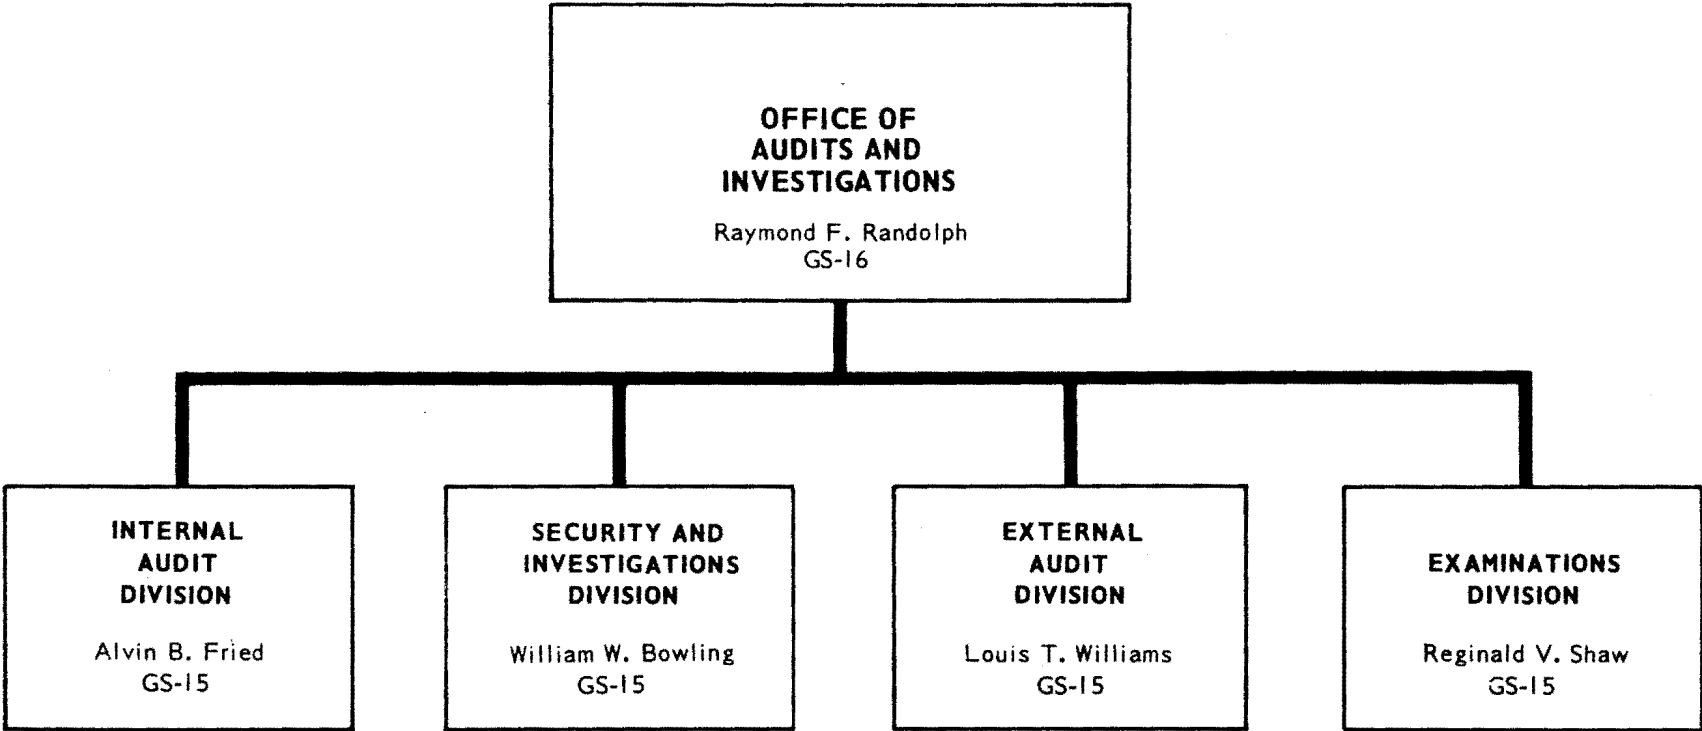 OFFICE OF
AUDITS AND
INVESTIGATIONS
Raymond F. Randolph
GS-16
INTERNAL
AUDIT
DIVISION
Alvin B. Fried
GS-15
SECURITY AND
INVESTIGATIONS
DIVISION
William W. Bowling
GS-15
EXTERNAL
AUDIT
DIVISION
Louis T. Williams
GS-15
EXAMINATIONS
DIVISION
Reginald V. Shaw
GS-15